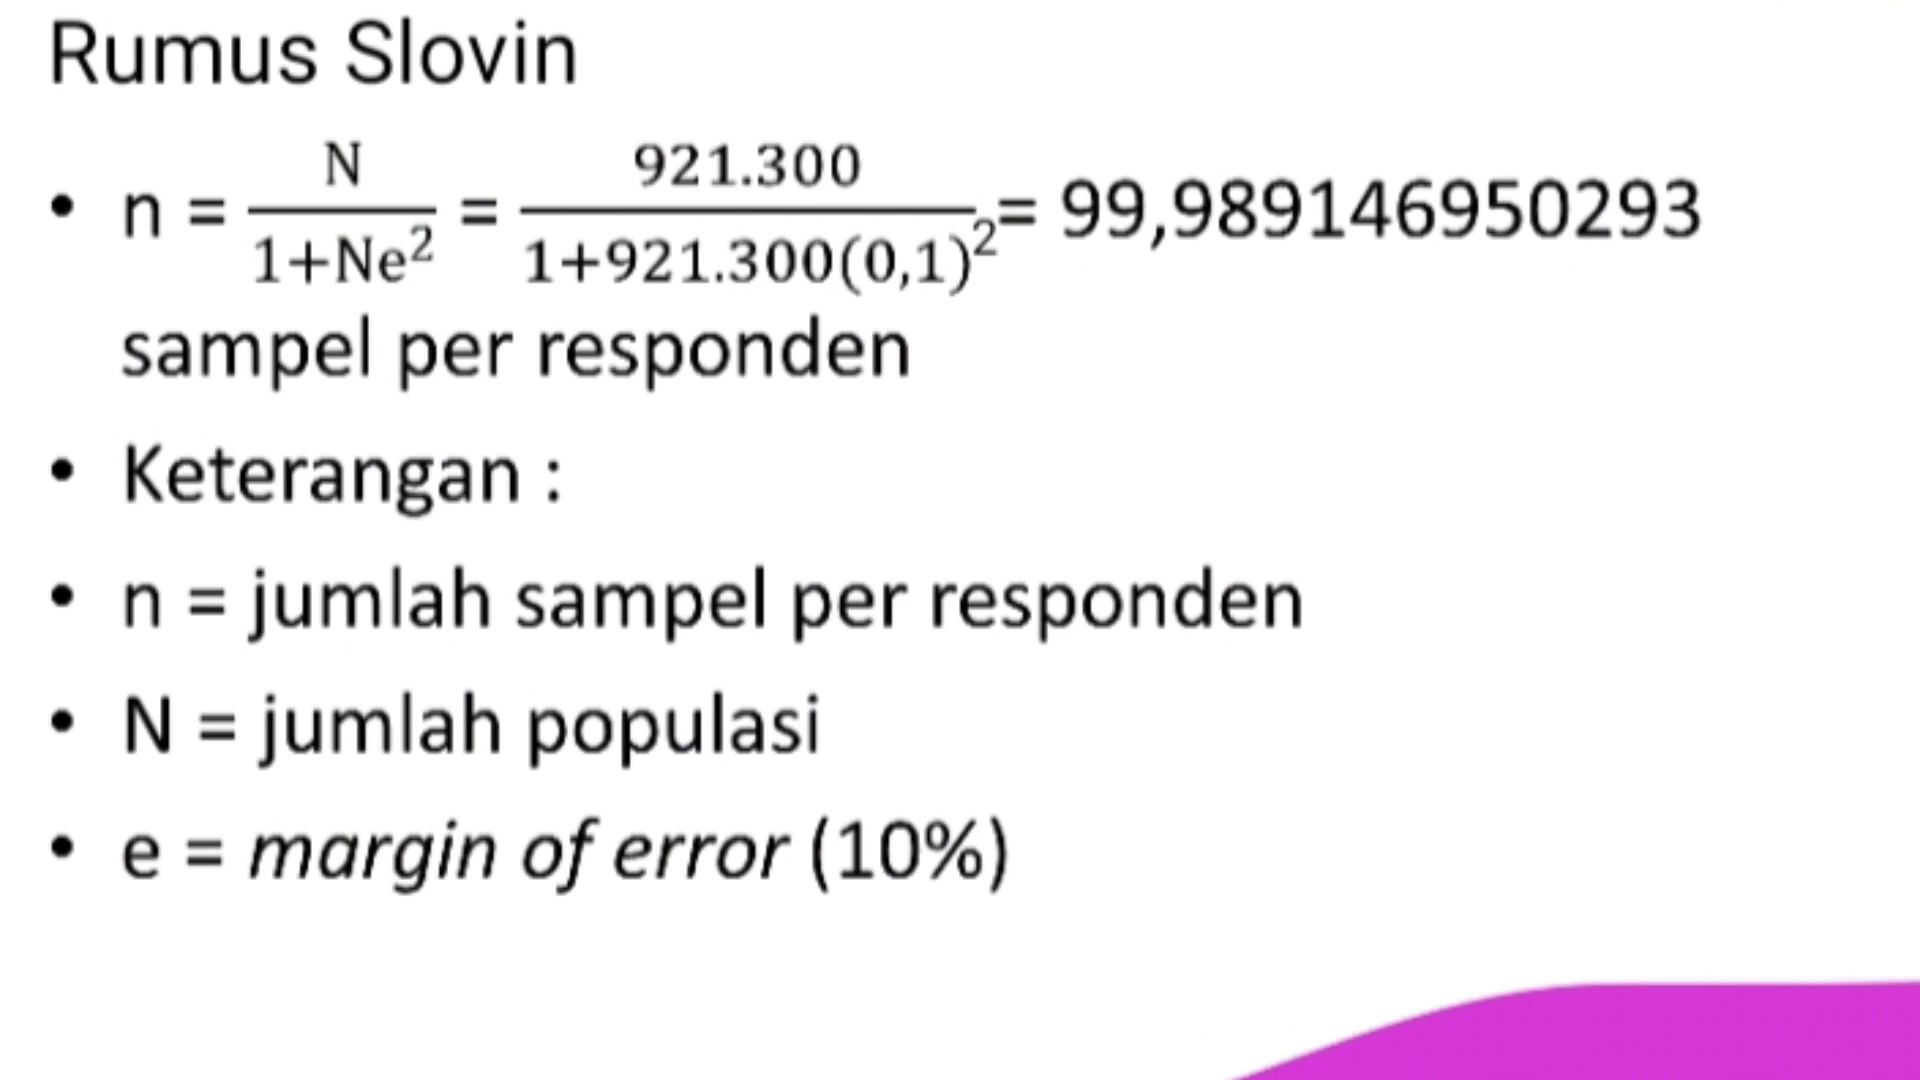 Rumus Slovin
• n = N/1+Ne² = 921.300/1+921.300(0,1)² = 99,989146950293
sampel per responden
• Keterangan :
• n = jumlah sampel per responden
• N = jumlah populasi
• e = margin of error (10%)